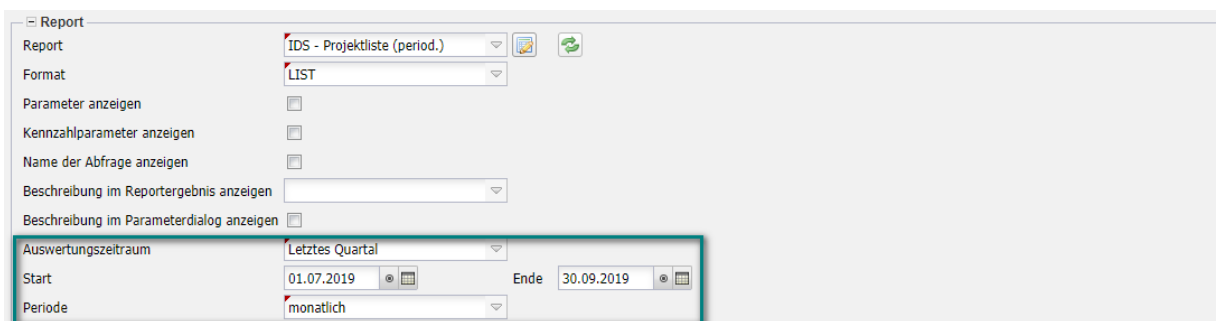 Report
Report IDS - Projektliste (period.)
Format LIST
Parameter anzeigen
Kennzahlparameter anzeigen
Name der Abfrage anzeigen
Beschreibung im Reportergebnis anzeigen
Beschreibung im Parameterdialog anzeigen
Auswertungszeitraum Letztes Quartal
Start 01.07.2019 Ende 30.09.2019
Periode monatlich